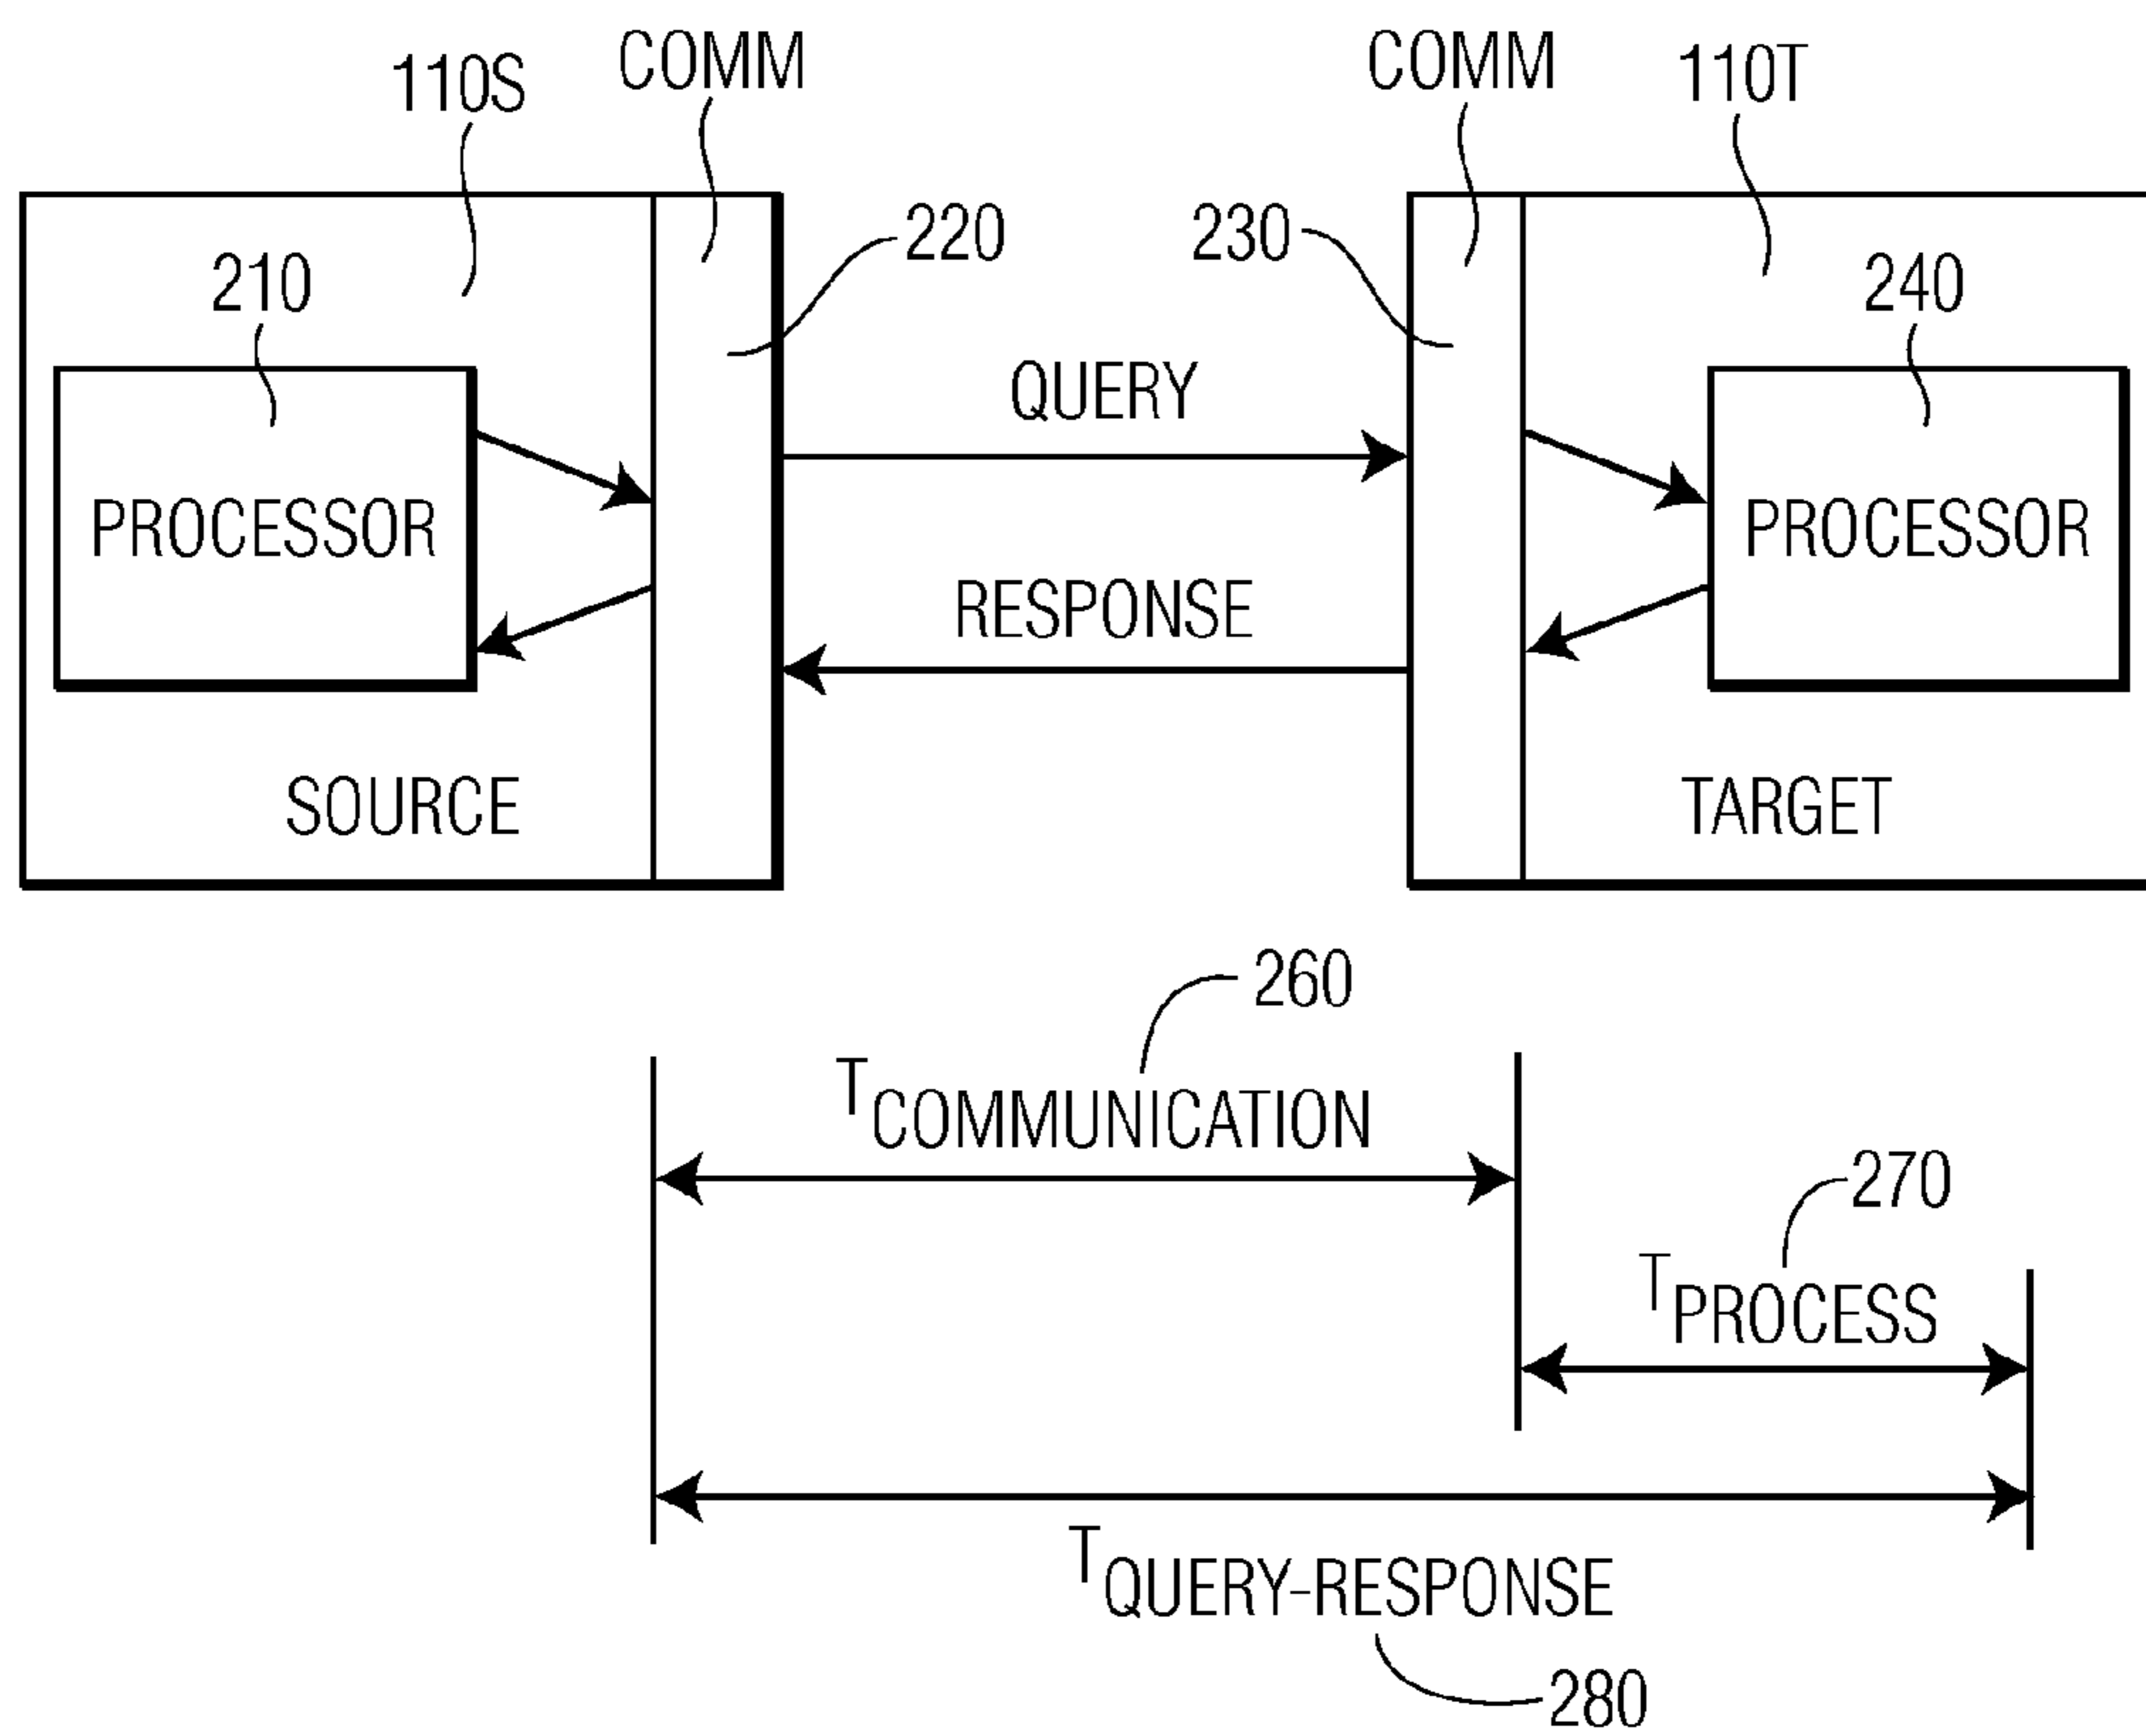 110S
COMM
COMM
110T
210
220
230
240
QUERY
PROCESSOR
PROCESSOR
RESPONSE
SOURCE
TARGET
260
TCOMMUNICATION
270
TPROCESS
TQUERY-RESPONSE
280